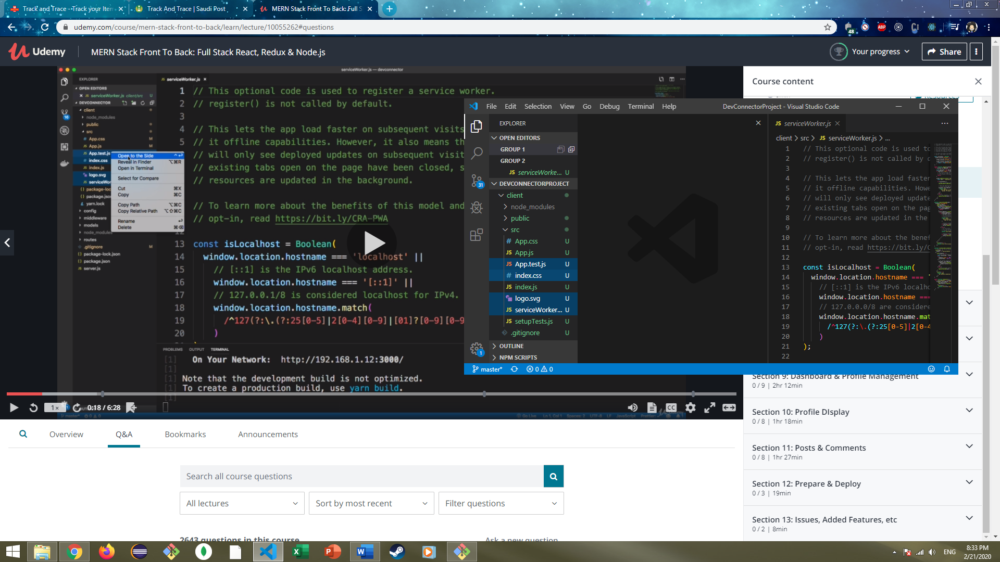 Track and Trace - Track your Item
Track And Trace | Saudi Post
MERN Stack Front To Back: Full S
udemy.com/course/mern-stack-front-to-back/learn/lecture/10055262#questions
48
ABP
Udemy
MERN Stack Front To Back: Full Stack React, Redux & Node.js
Your progress
Share
serviceWorker.js — devconnector
EXPLORER
OPEN EDITORS
serviceWorker.js client/src U
DEVCONNECTOR
client
node_modules
public
src
App.css M
App.js M
App.test.js
index.css
index.js
logo.svg
serviceWor
package-loc
package.json
yarn.lock
config
middleware
models
node_modu
routes
.gitignore M
package-lock.json
package.json
server.js
16
Open to the Side
Reveal in Finder ⌥⌘R
Open in Terminal
Select for Compare
Cut ⌘X
Copy ⌘C
Copy Path ⌥⌘C
Copy Relative Path ⌥⇧⌘C
Rename
Delete
serviceWorker.js
1 // This optional code is used to register a service worker.
2 // register() is not called by default.
3
4 // This lets the app load faster on subsequent visits
5 // it offline capabilities. However, it also means th
// will only see deployed updates on subsequent visit
// existing tabs open on the page have been closed, s
// resources are updated in the background.
// To learn more about the benefits of this model and
// opt-in, read https://bit.ly/CRA-PWA
13 const isLocalhost = Boolean(
14 window.location.hostname === 'localhost' ||
15 // [::1] is the IPv6 localhost address.
16 window.location.hostname === '[::1]' ||
17 // 127.0.0.1/8 is considered localhost for IPv4.
18 window.location.hostname.match(
19 /^127(?:\.(?:25[0-5]|2[0-4][0-9]|[01]?[0-9][0-9
20 )
PROBLEMS OUTPUT TERMINAL
[1] On Your Network: http://192.168.1.12:3000/
[1]
[1] Note that the development build is not optimized.
[1] To create a production build, use yarn build.
[1]
1x
0:18 / 6:28
CC
File Edit Selection View Go Debug Terminal Help
DevConnectorProject - Visual Studio Code
EXPLORER
OPEN EDITORS
GROUP 1
GROUP 2
JS serviceWorke... U
DEVCONNECTORPROJECT
client
node_modules
public
src
# App.css U
JS App.js U
JS App.test.js U
# index.css U
JS index.js U
logo.svg U
JS serviceWorker... U
JS setupTests.js U
.gitignore U
OUTLINE
NPM SCRIPTS
31
1
master*
0 0
JS serviceWorker.js
client > src > JS serviceWorker.js > ...
1 // This optional code is used to
2 // register() is not called by d
3
4 // This lets the app load faster
5 // it offline capabilities. Howe
6 // will only see deployed update
7 // existing tabs open on the pag
8 // resources are updated in the
9
10 // To learn more about the benef
11 // opt-in, read https://bit.ly/C
12
13 const isLocalhost = Boolean(
14 window.location.hostname === '
15 // [::1] is the IPv6 localho
16 window.location.hostname ===
17 // 127.0.0.0/8 are considere
18 window.location.hostname.mat
19 /^127(?:\.(?:25[0-5]|2[0-4
20 )
21 );
22
Course content
Section 9: Dashboard & Profile Management
0 / 9 | 2hr 12min
Section 10: Profile DIsplay
0 / 8 | 1hr 18min
Section 11: Posts & Comments
0 / 8 | 1hr 27min
Section 12: Prepare & Deploy
0 / 3 | 19min
Section 13: Issues, Added Features, etc
0 / 2 | 8min
Overview
Q&A
Bookmarks
Announcements
Search all course questions
All lectures
Sort by most recent
Filter questions
2643 questions in this course
Ask a new question
ENG
8:33 PM
2/21/2020